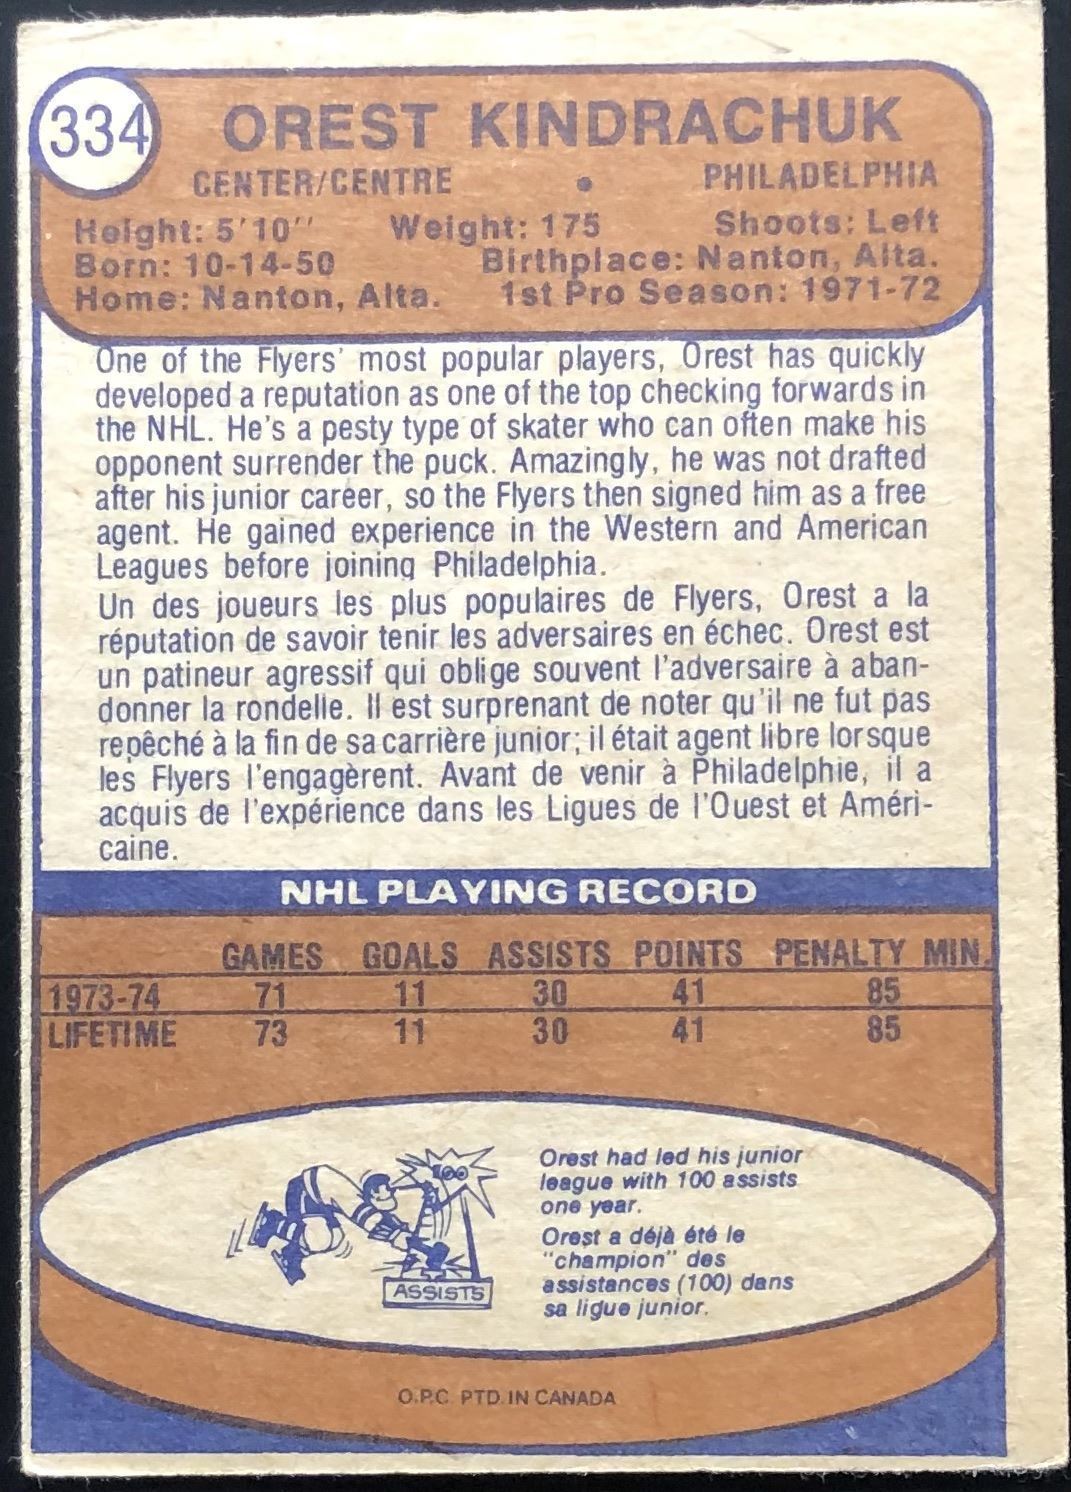 334
OREST KINDRACHUK
CENTER/CENTRE • PHILADELPHIA
Height: 5'10" Weight: 175 Shoots: Left
Born: 10-14-50 Birthplace: Nanton, Alta.
Home: Nanton, Alta. 1st Pro Season: 1971-72
One of the Flyers' most popular players, Orest has quickly
developed a reputation as one of the top checking forwards in
the NHL. He's a pesty type of skater who can often make his
opponent surrender the puck. Amazingly, he was not drafted
after his junior career, so the Flyers then signed him as a free
agent. He gained experience in the Western and American
Leagues before joining Philadelphia.
Un des joueurs les plus populaires de Flyers, Orest a la
réputation de savoir tenir les adversaires en échec. Orest est
un patineur agressif qui oblige souvent l'adversaire à aban-
donner la rondelle. Il est surprenant de noter qu'il ne fut pas
repêché à la fin de sa carrière junior; il était agent libre lorsque
les Flyers l'engagèrent. Avant de venir à Philadelphie, il a
acquis de l'expérience dans les Ligues de l'Ouest et Améri-
caine.
NHL PLAYING RECORD
GAMES GOALS ASSISTS POINTS PENALTY MIN.
1973-74 71 11 30 41 85
LIFETIME 73 11 30 41 85
100
ASSISTS
Orest had led his junior
league with 100 assists
one year.
Orest a déjà été le
"champion" des
assistances (100) dans
sa ligue junior.
O.P.C. PTD. IN CANADA